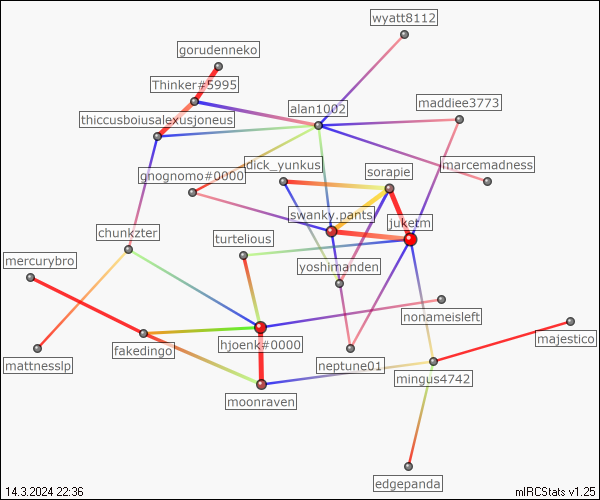 wyatt8112
gorudenneko
Thinker#5995
maddiee3773
alan1002
thiccusboiusalexusjoneus
dick_yunkus
marcemadness
sorapie
gnognomo#0000
swanky.pants
juketm
chunkzter
turtelious
mercurybro
yoshimanden
nonameisleft
majestico
hjoenk#0000
fakedingo
mattnesslp
neptune01
mingus4742
moonraven
edgepanda
14.3.2024 22:36
mIRCStats v1.25